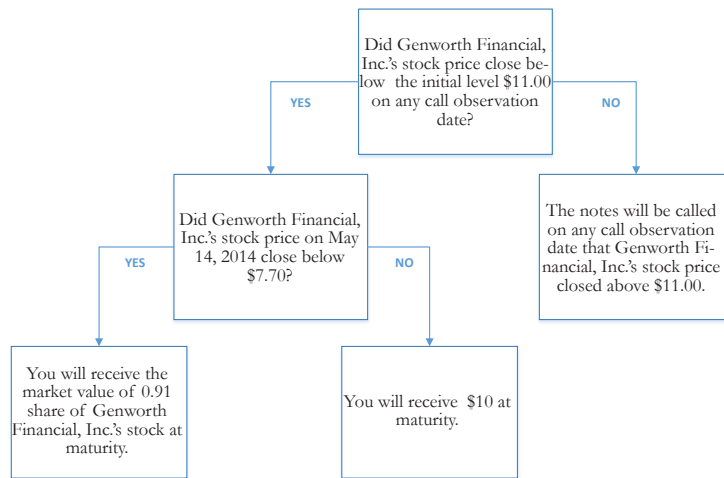 Did Genworth Financial,
Inc.'s stock price close be-
low the initial level $11.00
on any call observation
date?
YES
NO
Did Genworth Financial,
Inc.'s stock price on May
14, 2014 close below
$7.70?
The notes will be called
on any call observation
date that Genworth Fi-
nancial, Inc.'s stock price
closed above $11.00.
YES
NO
You will receive the
market value of 0.91
share of Genworth
Financial, Inc.'s stock at
maturity.
You will receive $10 at
maturity.